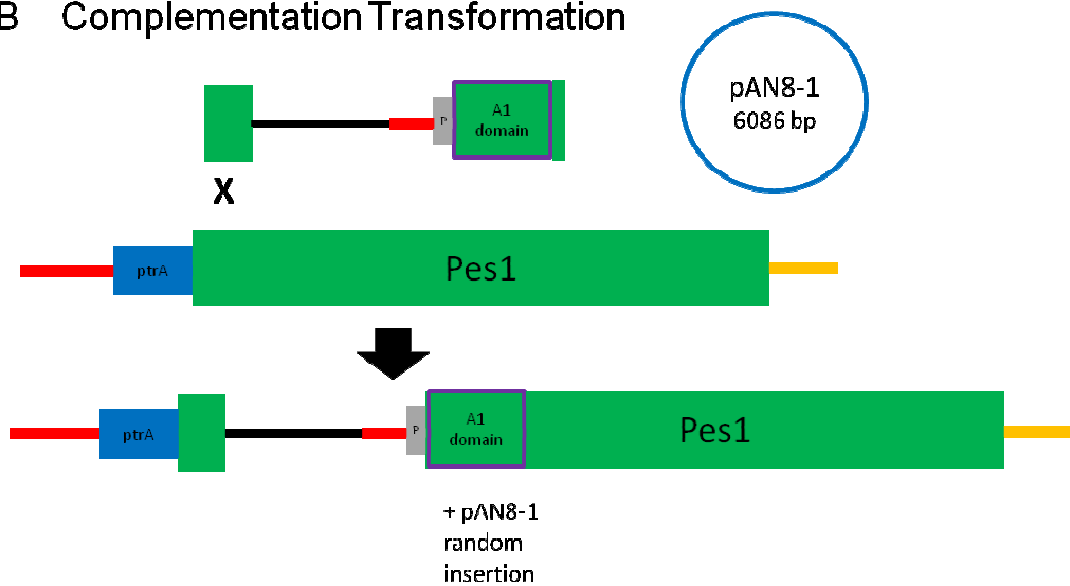 B Complementation Transformation
pAN8-1
6086 bp
P
A1
domain
X
ptrA
Pes1
ptrA
P
A1
domain
Pes1
+ pAN8-1
random
insertion